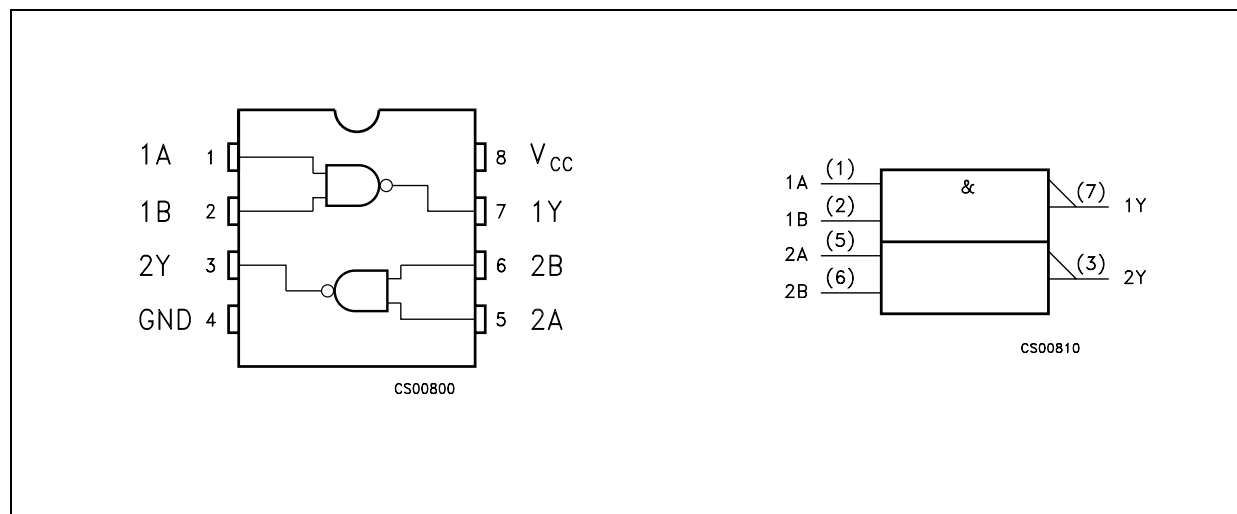 1A 1 8 VCC
1B 2 7 1Y
2Y 3 6 2B
GND 4 5 2A
CS00800
&
1A (1) (7) 1Y
1B (2)
2A (5) (3) 2Y
2B (6)
CS00810